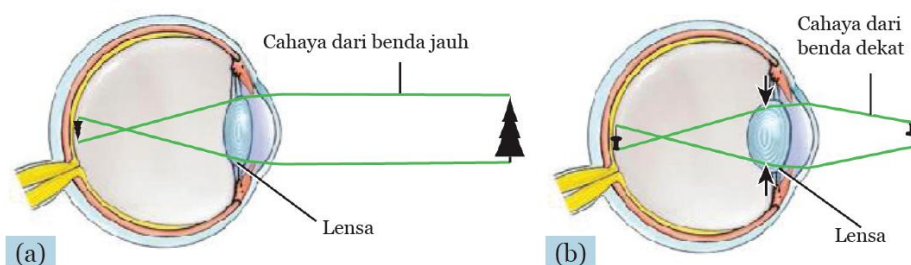 Cahaya dari benda jauh
Lensa
(a)
Cahaya dari
benda dekat
Lensa
(b)